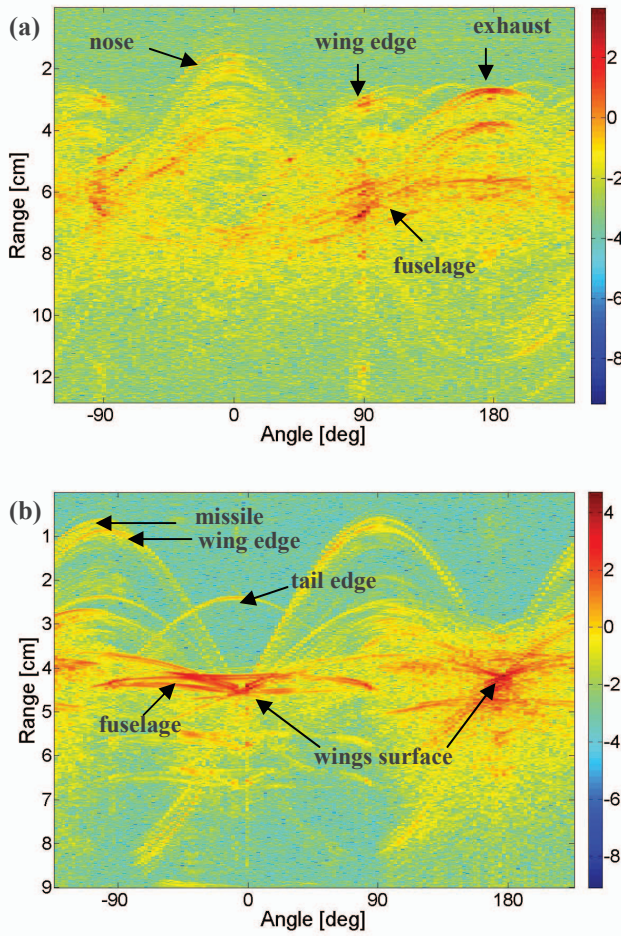 (a)
nose
wing edge
exhaust
fuselage
2
4
6
8
10
12
Range [cm]
-90
0
90
180
Angle [deg]
2
0
-2
-4
-6
-8
(b)
missile
wing edge
tail edge
fuselage
wings surface
1
2
3
4
5
6
7
8
9
Range [cm]
-90
0
90
180
Angle [deg]
4
2
0
-2
-4
-6
-8